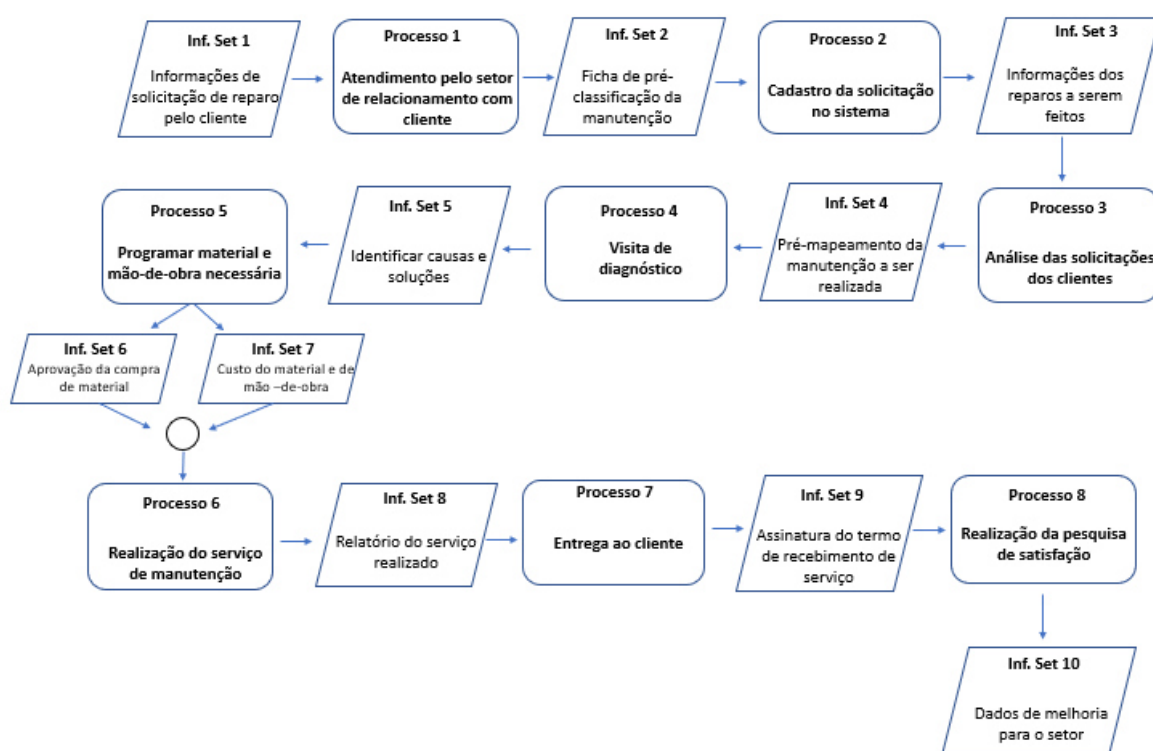 Inf. Set 1
Informações de
solicitação de reparo
pelo cliente
Processo 1
Atendimento pelo setor
de relacionamento com
cliente
Inf. Set 2
Ficha de pré-
classificação da
manutenção
Processo 2
Cadastro da solicitação
no sistema
Inf. Set 3
Informações dos
reparos a serem
feitos
Processo 3
Análise das solicitações
dos clientes
Inf. Set 4
Pré-mapeamento da
manutenção a ser
realizada
Processo 4
Visita de
diagnóstico
Inf. Set 5
Identificar causas e
soluções
Processo 5
Programar material e
mão-de-obra necessária
Inf. Set 6
Aprovação da compra
de material
Inf. Set 7
Custo do material e de
mão –de-obra
Processo 6
Realização do serviço
de manutenção
Inf. Set 8
Relatório do serviço
realizado
Processo 7
Entrega ao cliente
Inf. Set 9
Assinatura do termo
de recebimento de
serviço
Processo 8
Realização da pesquisa
de satisfação
Inf. Set 10
Dados de melhoria
para o setor